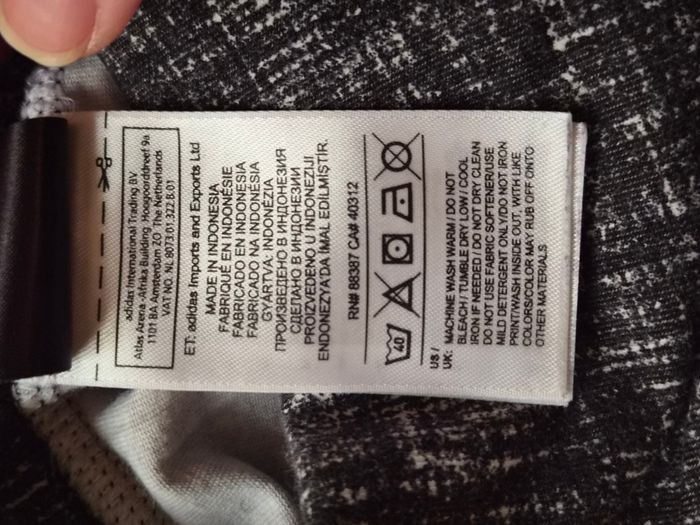 adidas International Trading BV
Atlas Arena -Afrika Building Hoogoorddreef 9a
1101 BA Amsterdam ZO The Netherlands
VAT NO. NL 8073.01.322.B.01
ET: adidas Imports and Exports Ltd
MADE IN INDONESIA
FABRIQUÉ EN INDONÉSIE
FABRICADO EN INDONESIA
FABRICADO NA INDONÉSIA
GYÁRTVA: INDONÉZIA
ПРОИЗВЕДЕНО В ИНДОНЕЗИЯ
СДЕЛАНО В ИНДОНЕЗИИ
PROIZVEDENO U INDONEZIJI
ENDONEZYA'DA IMAL EDILMIŞTIR.
RN# 88387 CA# 40312
40
US /
UK: MACHINE WASH WARM / DO NOT
BLEACH / TUMBLE DRY LOW / COOL
IRON IF NEEDED / DO NOT DRY CLEAN
DO NOT USE FABRIC SOFTENER/USE
MILD DETERGENT ONLY/DO NOT IRON
PRINT/WASH INSIDE OUT, WITH LIKE
COLORS/COLOR MAY RUB OFF ONTO
OTHER MATERIALS